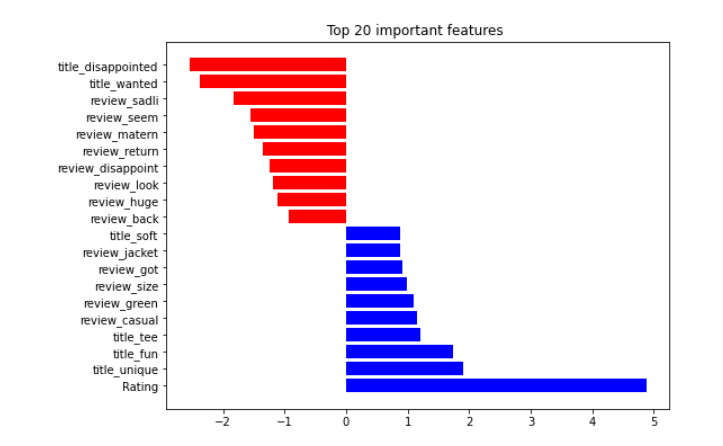 Top 20 important features
title_disappointed
title_wanted
review_sadli
review_seem
review_matern
review_return
review_disappoint
review_look
review_huge
review_back
title_soft
review_jacket
review_got
review_size
review_green
review_casual
title_tee
title_fun
title_unique
Rating
−2 −1 0 1 2 3 4 5